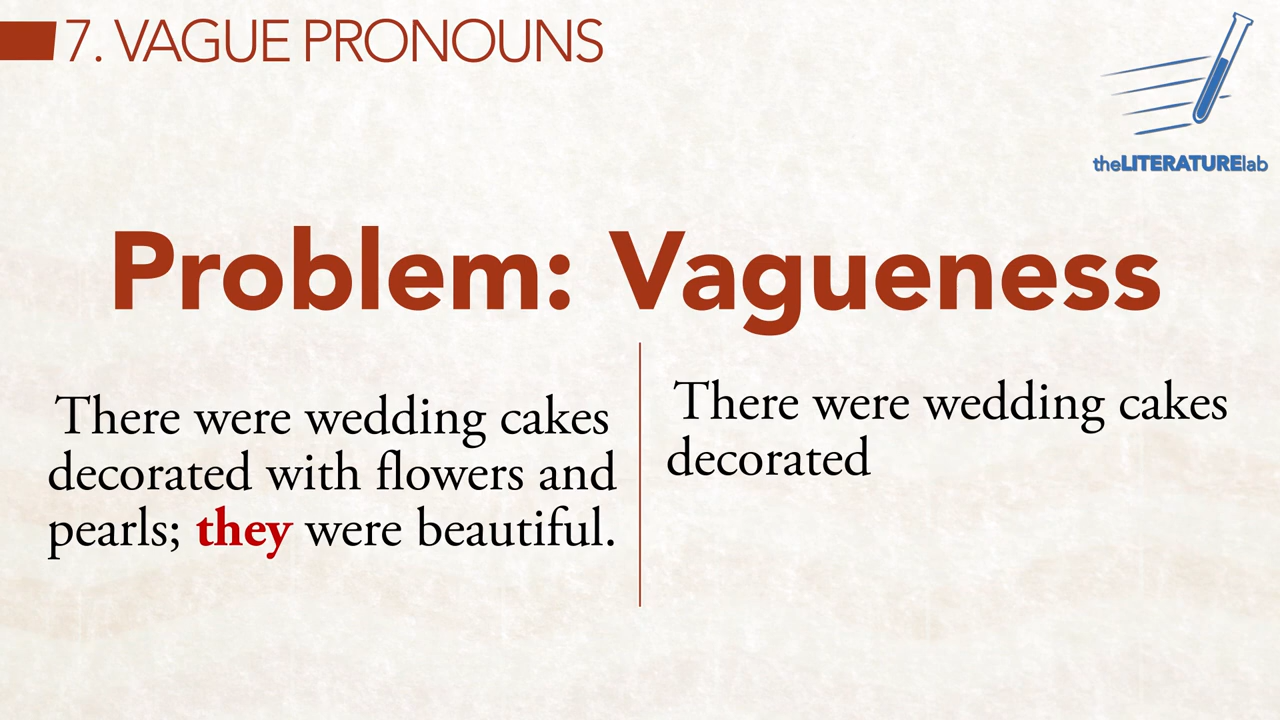 7. VAGUE PRONOUNS
theLITERATURElab
Problem: Vagueness
There were wedding cakes
decorated with flowers and
pearls; they were beautiful.
There were wedding cakes
decorated